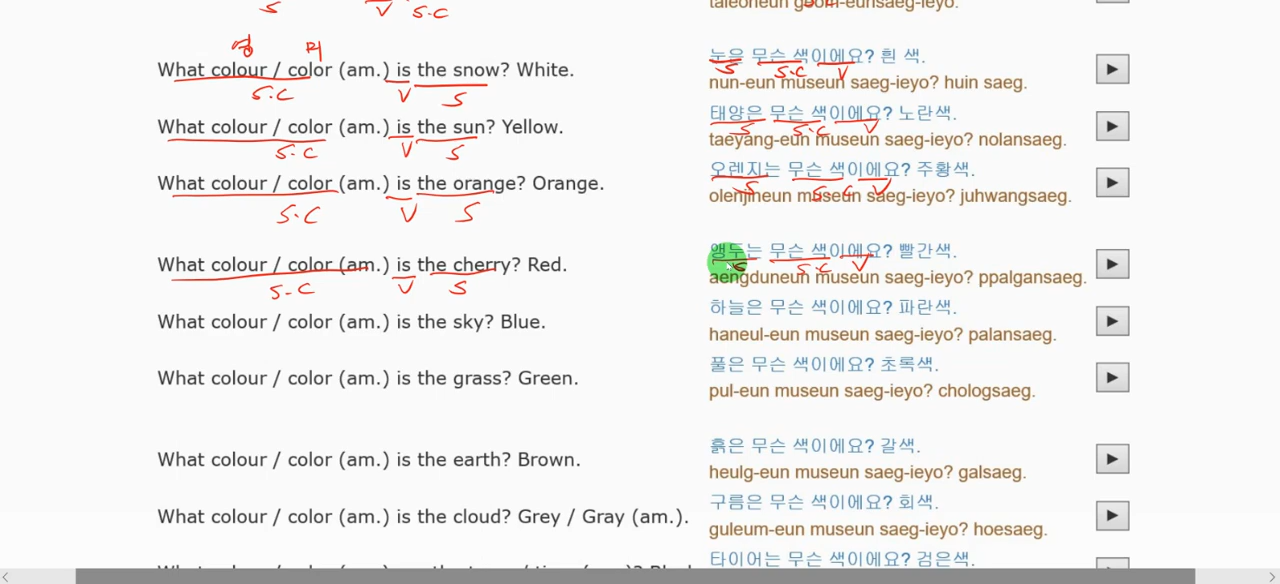 taleoneun geom-eunsaeg-ieyo.
S V S.C
영 미
What colour / color (am.) is the snow? White.
눈은 무슨 색이에요? 흰 색.
S.C V S
S S.C V
nun-eun museun saeg-ieyo? huin saeg.
What colour / color (am.) is the sun? Yellow.
태양은 무슨 색이에요? 노란색.
S.C V S
S S.C V
taeyang-eun museun saeg-ieyo? nolansaeg.
What colour / color (am.) is the orange? Orange.
오렌지는 무슨 색이에요? 주황색.
S.C V S
S S.C V
olenjineun museun saeg-ieyo? juhwangsaeg.
What colour / color (am.) is the cherry? Red.
앵두는 무슨 색이에요? 빨간색.
S.C V S
S S.C V
aengduneun museun saeg-ieyo? ppalgansaeg.
What colour / color (am.) is the sky? Blue.
하늘은 무슨 색이에요? 파란색.
haneul-eun museun saeg-ieyo? palansaeg.
What colour / color (am.) is the grass? Green.
풀은 무슨 색이에요? 초록색.
pul-eun museun saeg-ieyo? chologsaeg.
What colour / color (am.) is the earth? Brown.
흙은 무슨 색이에요? 갈색.
heulg-eun museun saeg-ieyo? galsaeg.
What colour / color (am.) is the cloud? Grey / Gray (am.).
구름은 무슨 색이에요? 회색.
guleum-eun museun saeg-ieyo? hoesaeg.
타이어는 무슨 색이에요? 검은색.